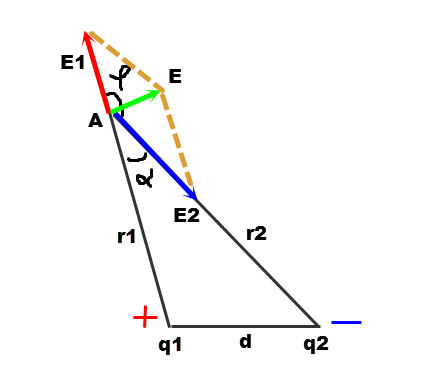 E1
φ
E
A
α
E2
r1
r2
+
−
q1
d
q2